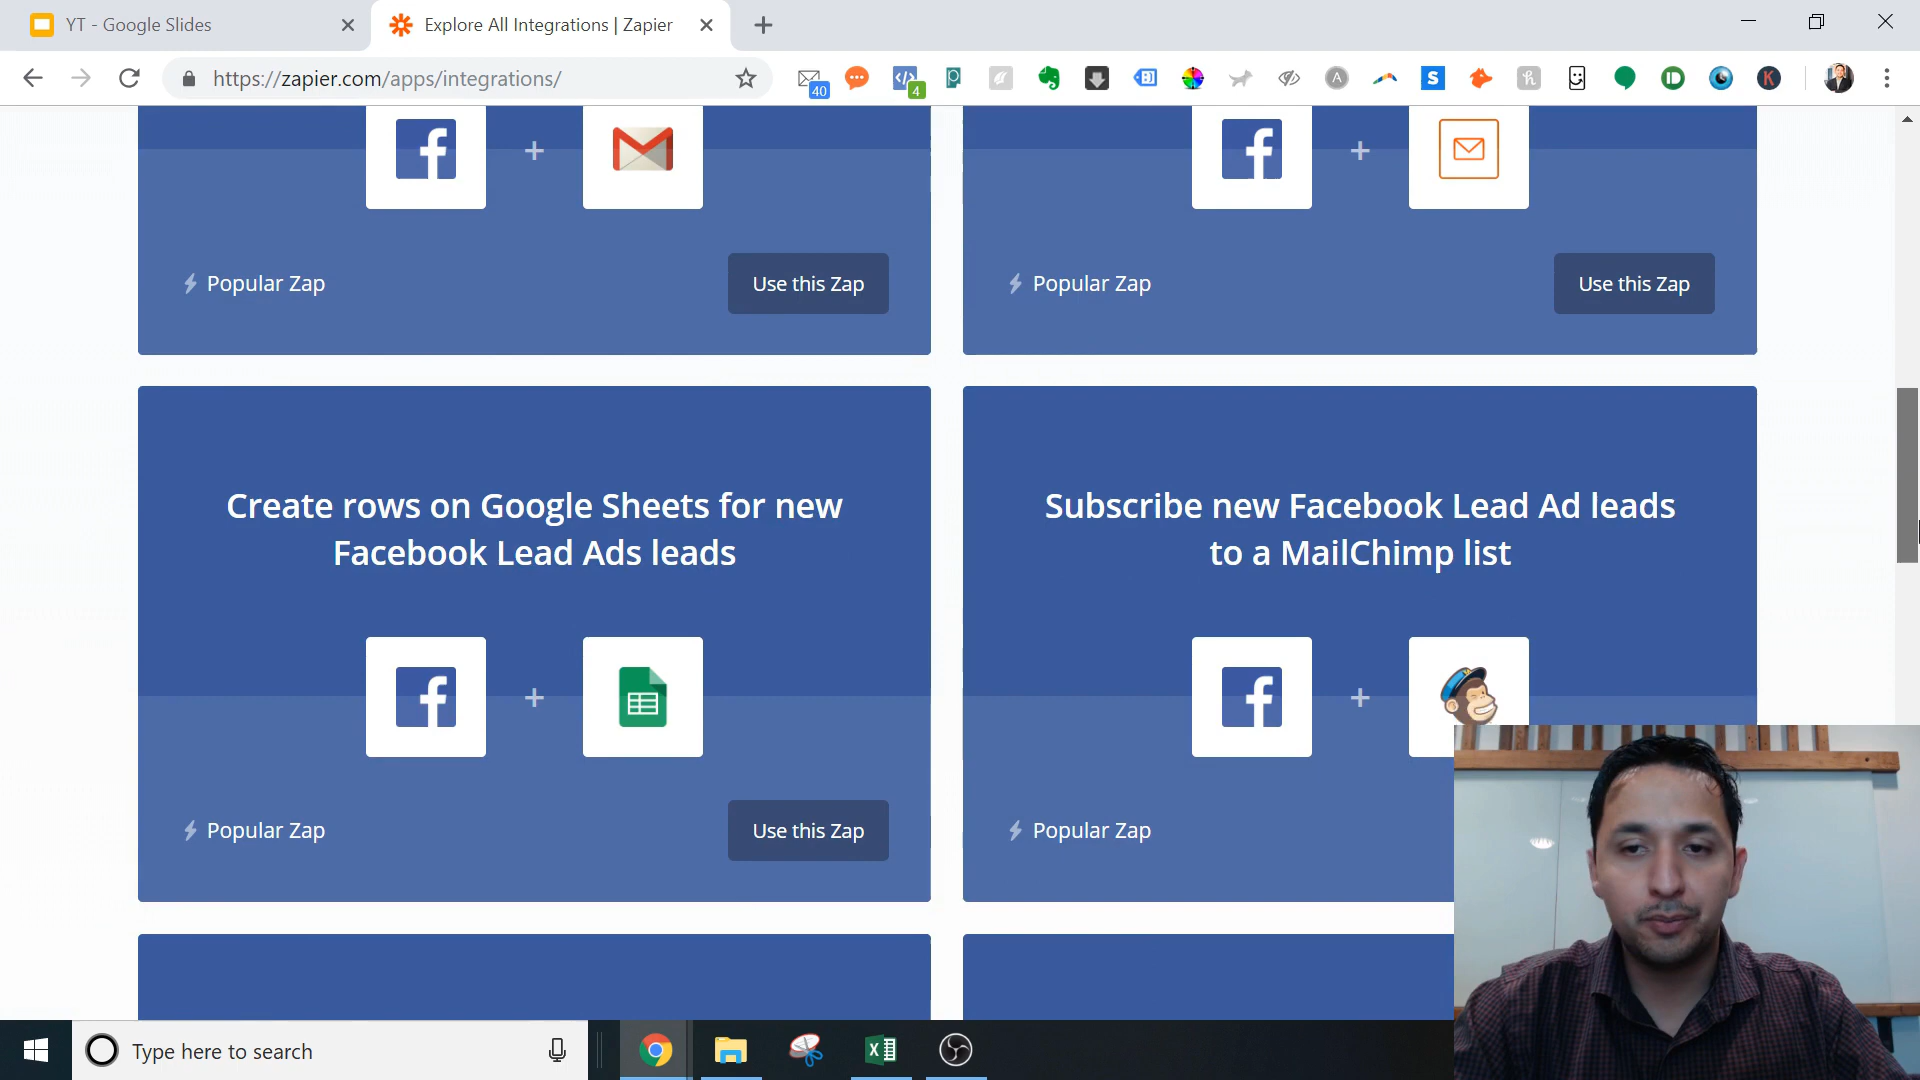 YT - Google Slides
Explore All Integrations | Zapier
https://zapier.com/apps/integrations/
40
4
Popular Zap
Use this Zap
Popular Zap
Use this Zap
Create rows on Google Sheets for new
Facebook Lead Ads leads
Subscribe new Facebook Lead Ad leads
to a MailChimp list
Popular Zap
Use this Zap
Popular Zap
Type here to search